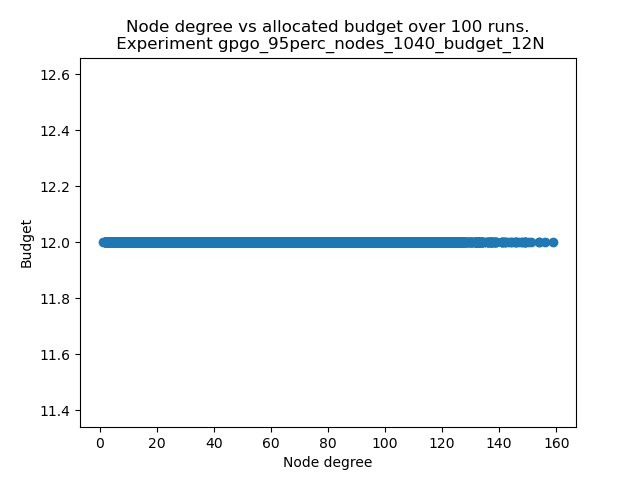 Node degree vs allocated budget over 100 runs.
Experiment gpgo_95perc_nodes_1040_budget_12N
12.6
12.4
12.2
12.0
11.8
11.6
11.4
Budget
0 20 40 60 80 100 120 140 160
Node degree